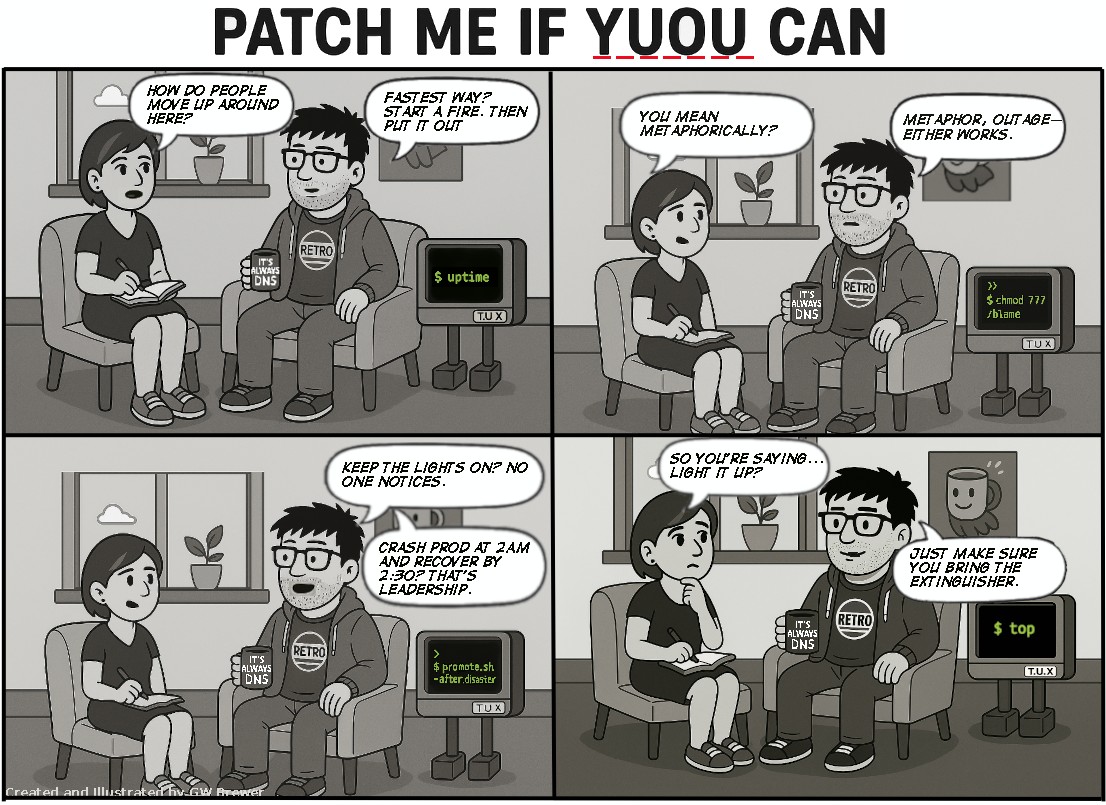 PATCH ME IF YUOU CAN
HOW DO PEOPLE
MOVE UP AROUND
HERE?
FASTEST WAY?
START A FIRE. THEN
PUT IT OUT
RETRO
IT'S
ALWAYS
DNS
$ uptime
TUX
YOU MEAN
METAPHORICALLY?
METAPHOR, OUTAGE—
EITHER WORKS.
RETRO
IT'S
ALWAYS
DNS
>>
$ chmod 777
/blame
TUX
KEEP THE LIGHTS ON? NO
ONE NOTICES.
CRASH PROD AT 2AM
AND RECOVER BY
2:30? THAT'S
LEADERSHIP.
RETRO
IT'S
ALWAYS
DNS
>
$ promote.sh
-after.disaster
TUX
SO YOU'RE SAYING...
LIGHT IT UP?
JUST MAKE SURE
YOU BRING THE
EXTINGUISHER.
RETRO
IT'S
ALWAYS
DNS
$ top
T.U.X
Created and Illustrated by GW Brewer